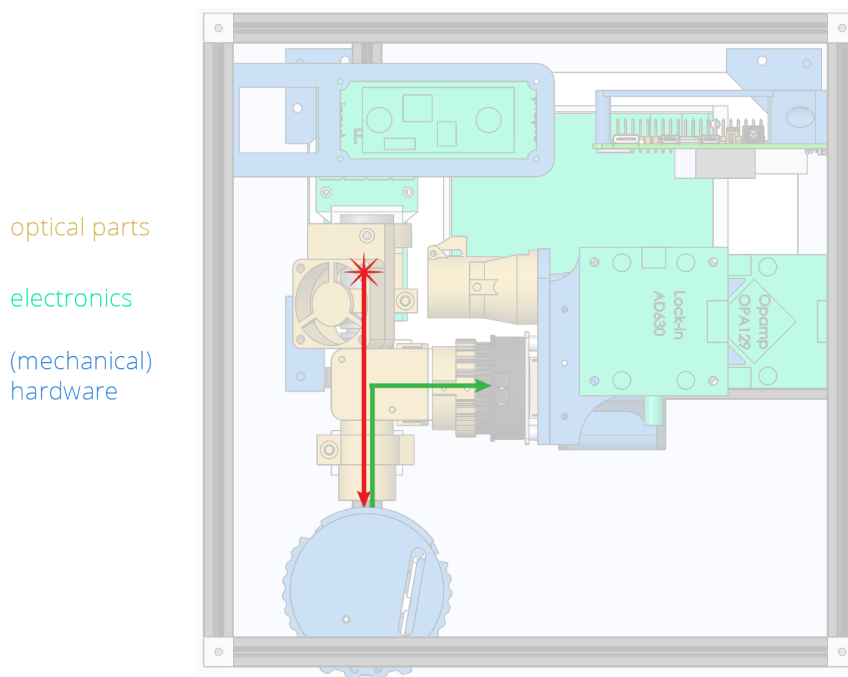 optical parts
electronics
(mechanical)
hardware
Lock-in
AD630
Opamp
OPA129